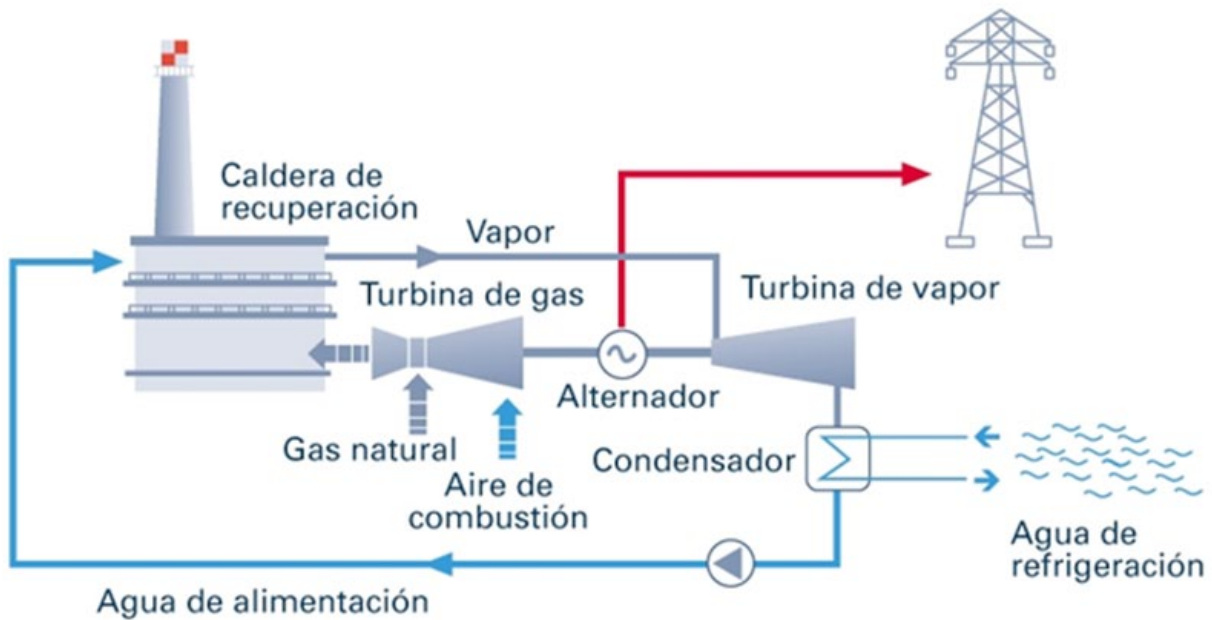 Caldera de
recuperación
Vapor
Turbina de gas
Turbina de vapor
Alternador
Gas natural
Condensador
Aire de
combustión
Agua de
refrigeración
Agua de alimentación